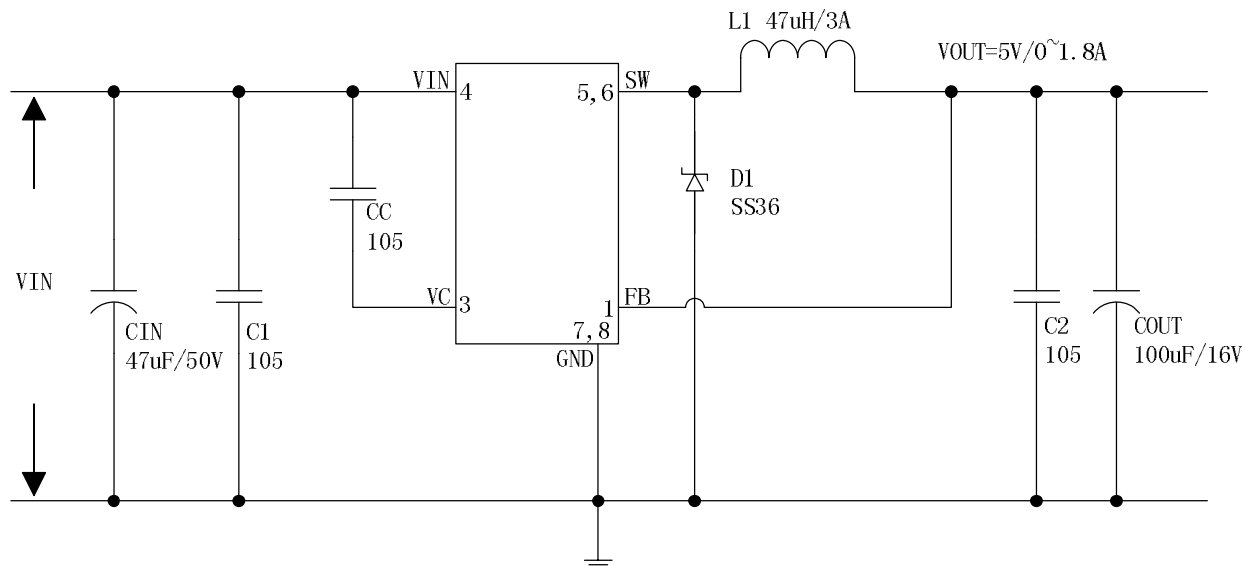 L1 47uH/3A
VOUT=5V/0~1.8A
VIN
4
5,6
SW
D1
SS36
CC
105
VIN
VC
3
1
FB
7,8
GND
CIN
47uF/50V
C1
105
C2
105
COUT
100uF/16V